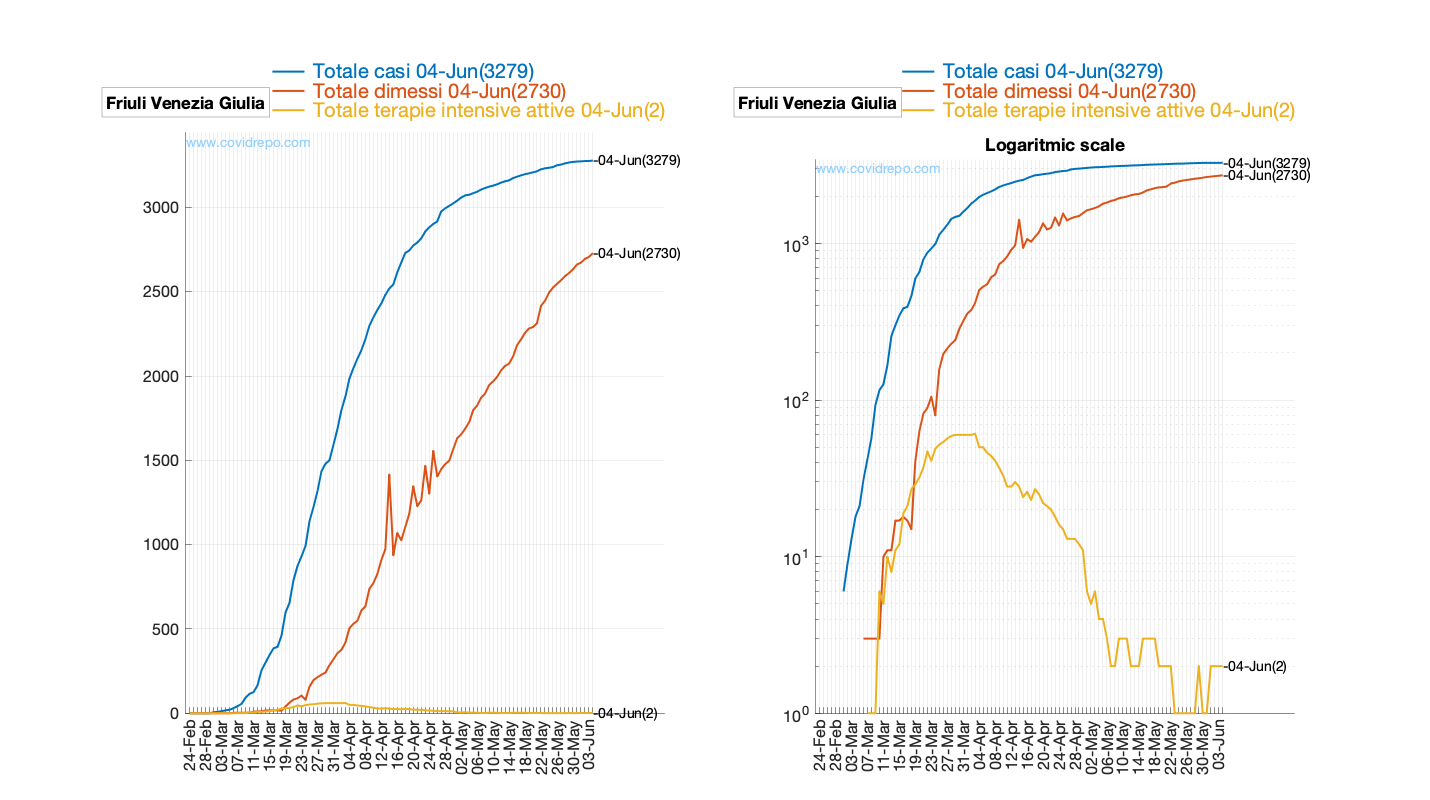 Totale casi 04-Jun(3279)
Totale dimessi 04-Jun(2730)
Totale terapie intensive attive 04-Jun(2)
Friuli Venezia Giulia
www.covidrepo.com
3000
2500
2000
1500
1000
500
0
-04-Jun(3279)
-04-Jun(2730)
-04-Jun(2)
24-Feb
28-Feb
03-Mar
07-Mar
11-Mar
15-Mar
19-Mar
23-Mar
27-Mar
31-Mar
04-Apr
08-Apr
12-Apr
16-Apr
20-Apr
24-Apr
28-Apr
02-May
06-May
10-May
14-May
18-May
22-May
26-May
30-May
03-Jun
Totale casi 04-Jun(3279)
Totale dimessi 04-Jun(2730)
Totale terapie intensive attive 04-Jun(2)
Friuli Venezia Giulia
Logaritmic scale
www.covidrepo.com
10^3
10^2
10^1
10^0
-04-Jun(3279)
-04-Jun(2730)
-04-Jun(2)
24-Feb
28-Feb
03-Mar
07-Mar
11-Mar
15-Mar
19-Mar
23-Mar
27-Mar
31-Mar
04-Apr
08-Apr
12-Apr
16-Apr
20-Apr
24-Apr
28-Apr
02-May
06-May
10-May
14-May
18-May
22-May
26-May
30-May
03-Jun